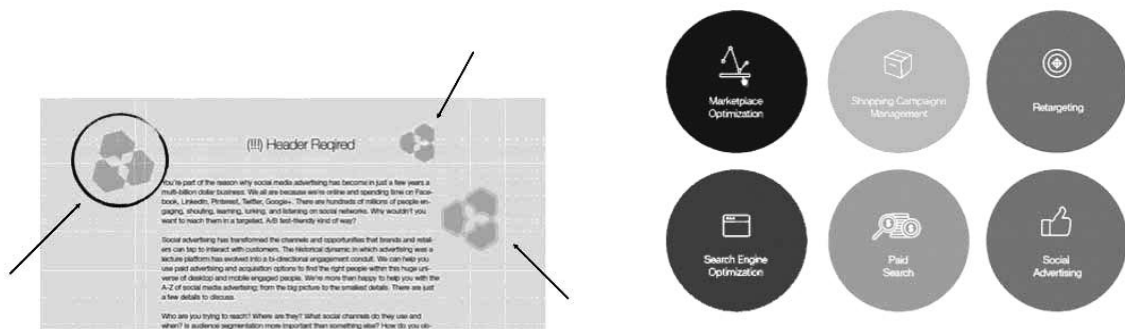 (!!!) Header Reqired
You're part of the reason why social media advertising has become in just a few years a
multi-billion dollar business. We all are because we're online and spending time on Face-
book, LinkedIn, Pinterest, Twitter, Google+. There are hundreds of millions of people en-
gaging, shouting, learning, lurking, and listening on social networks. Why wouldn't you
want to reach them in a targeted, A/B test-friendly kind of way?
Social advertising has transformed the channels and opportunities that brands and retail-
ers can tap to interact with customers. The historical dynamic in which advertising was a
lecture platform has evolved into a bi-directional engagement conduit. We can help you
use paid advertising and acquisition options to find the right people within this huge uni-
verse of desktop and mobile engaged people. We're more than happy to help you with the
A-Z of social media advertising; from the big picture to the smallest details. There are just
a few details to discuss.
Who are you trying to reach? Where are they? What social channels do they use and
when? Is audience segmentation more important than something else? How do you ob-
Marketplace
Optimization
Shopping Campaigns
Management
Retargeting
Search Engine
Optimization
Paid
Search
Social
Advertising